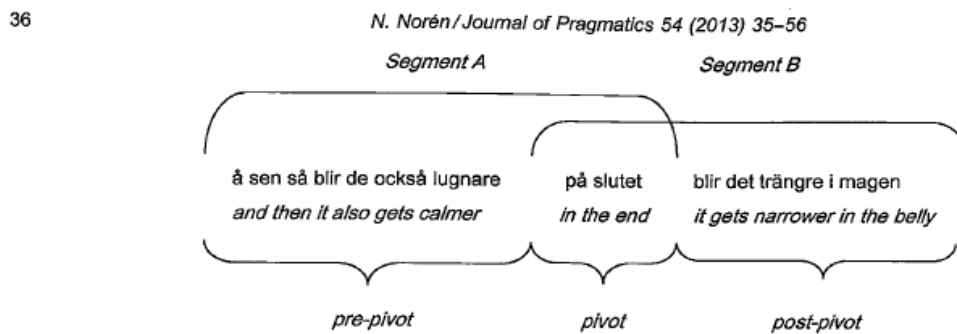 36
N. Norén / Journal of Pragmatics 54 (2013) 35–56
Segment A Segment B
å sen så blir de också lugnare på slutet blir det trängre i magen
and then it also gets calmer in the end it gets narrower in the belly
pre-pivot pivot post-pivot